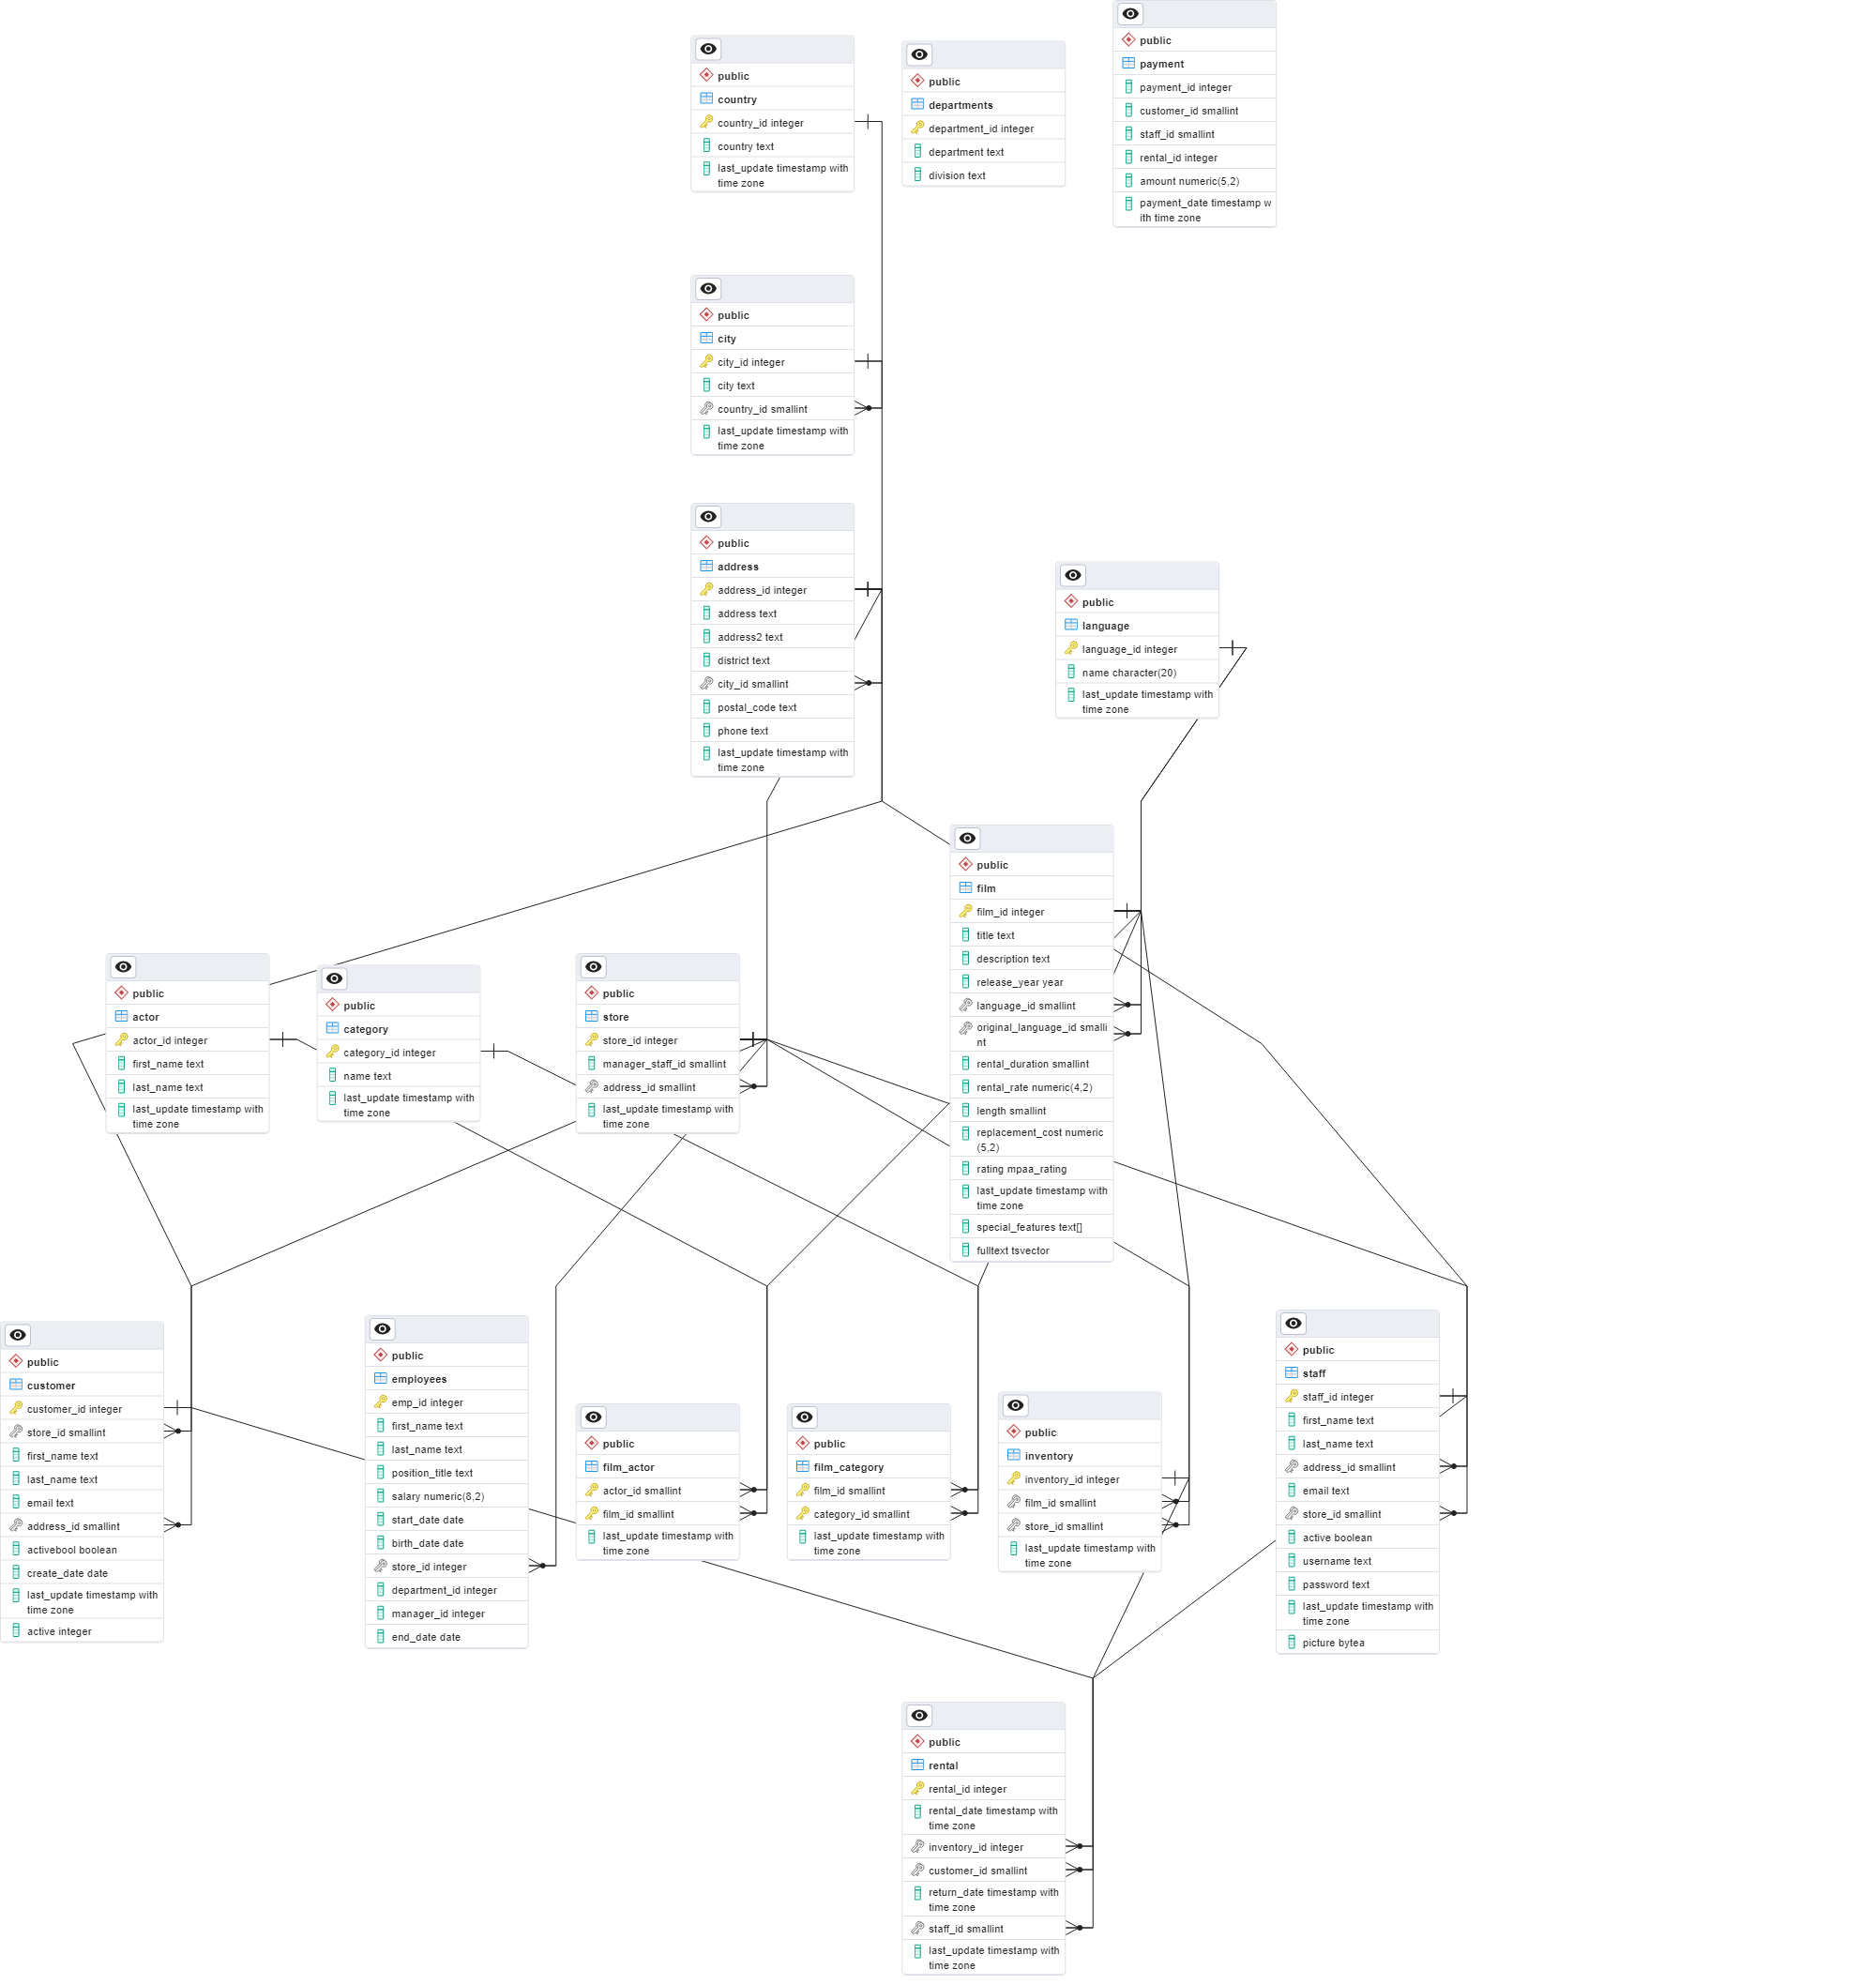 public
country
country_id integer
country text
last_update timestamp with
time zone
public
departments
department_id integer
department text
division text
public
payment
payment_id integer
customer_id smallint
staff_id smallint
rental_id integer
amount numeric(5,2)
payment_date timestamp w
ith time zone
public
city
city_id integer
city text
country_id smallint
last_update timestamp with
time zone
public
address
address_id integer
address text
address2 text
district text
city_id smallint
postal_code text
phone text
last_update timestamp with
time zone
public
language
language_id integer
name character(20)
last_update timestamp with
time zone
public
film
film_id integer
title text
description text
release_year year
language_id smallint
original_language_id smalli
nt
rental_duration smallint
rental_rate numeric(4,2)
length smallint
replacement_cost numeric
(5,2)
rating mpaa_rating
last_update timestamp with
time zone
special_features text[]
fulltext tsvector
public
actor
actor_id integer
first_name text
last_name text
last_update timestamp with
time zone
public
category
category_id integer
name text
last_update timestamp with
time zone
public
store
store_id integer
manager_staff_id smallint
address_id smallint
last_update timestamp with
time zone
public
customer
customer_id integer
store_id smallint
first_name text
last_name text
email text
address_id smallint
activebool boolean
create_date date
last_update timestamp with
time zone
active integer
public
employees
emp_id integer
first_name text
last_name text
position_title text
salary numeric(8,2)
start_date date
birth_date date
store_id integer
department_id integer
manager_id integer
end_date date
public
film_actor
actor_id smallint
film_id smallint
last_update timestamp with
time zone
public
film_category
film_id smallint
category_id smallint
last_update timestamp with
time zone
public
inventory
inventory_id integer
film_id smallint
store_id smallint
last_update timestamp with
time zone
public
staff
staff_id integer
first_name text
last_name text
address_id smallint
email text
store_id smallint
active boolean
username text
password text
last_update timestamp with
time zone
picture bytea
public
rental
rental_id integer
rental_date timestamp with
time zone
inventory_id integer
customer_id smallint
return_date timestamp with
time zone
staff_id smallint
last_update timestamp with
time zone